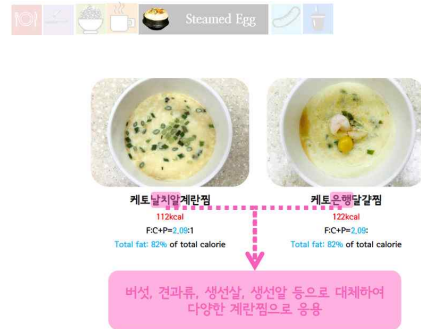 Steamed Egg
케토날치알계란찜
112kcal
F:C+P=2.09:1
Total fat: 82% of total calorie
케토은행달걀찜
122kcal
F:C+P=2.09:
Total fat: 82% of total calorie
버섯, 견과류, 생선살, 생선알 등으로 대체하여
다양한 계란찜으로 응용